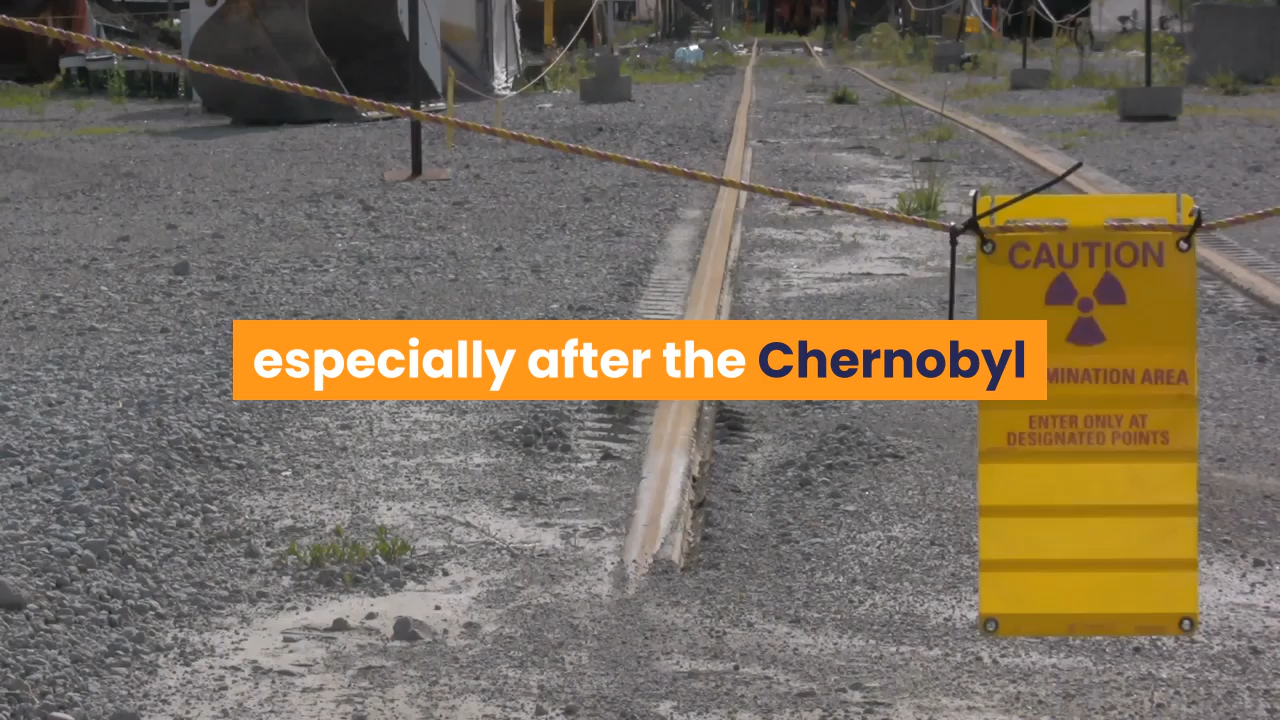 CAUTION
especially after the Chernobyl
MINATION AREA
ENTER ONLY AT
DESIGNATED POINTS